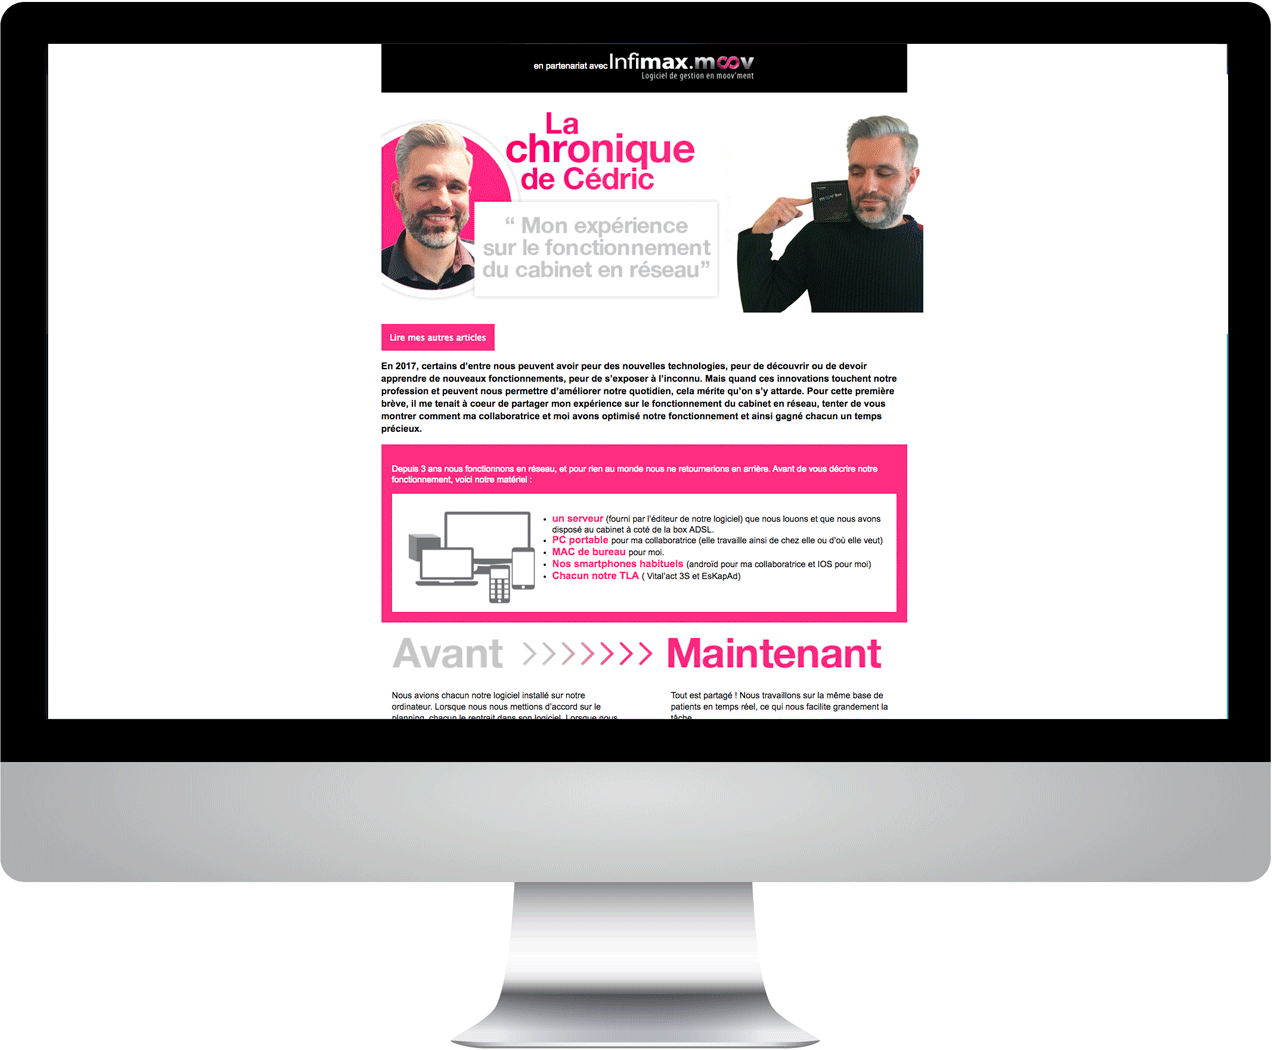 en partenariat avec Infimax.moov
Logiciel de gestion en moov'ment
La
chronique
de Cédric
“ Mon expérience
sur le fonctionnement
du cabinet en réseau”
Lire mes autres articles
En 2017, certains d’entre nous peuvent avoir peur des nouvelles technologies, peur de découvrir ou de devoir
apprendre de nouveaux fonctionnements, peur de s’exposer à l’inconnu. Mais quand ces innovations touchent notre
profession et peuvent nous permettre d’améliorer notre quotidien, cela mérite qu’on s’y attarde. Pour cette première
brève, il me tenait à coeur de partager mon expérience sur le fonctionnement du cabinet en réseau, tenter de vous
montrer comment ma collaboratrice et moi avons optimisé notre fonctionnement et ainsi gagné chacun un temps
précieux.
Depuis 3 ans nous fonctionnons en réseau, et pour rien au monde nous ne retournerions en arrière. Avant de vous décrire notre
fonctionnement, voici notre matériel :
• un serveur (fourni par l’éditeur de notre logiciel) que nous louons et que nous avons
disposé au cabinet à coté de la box ADSL.
• PC portable pour ma collaboratrice (elle travaille ainsi de chez elle ou d’où elle veut)
• MAC de bureau pour moi.
• Nos smartphones habituels (androïd pour ma collaboratrice et IOS pour moi)
• Chacun notre TLA ( Vital’act 3S et EsKapAd)
Avant
Maintenant
Nous avions chacun notre logiciel installé sur notre
ordinateur. Lorsque nous nous mettions d’accord sur le
planning, chacun le rentrait dans son logiciel. Lorsque nous
Tout est partagé ! Nous travaillons sur la même base de
patients en temps réel, ce qui nous facilite grandement la
tâche.